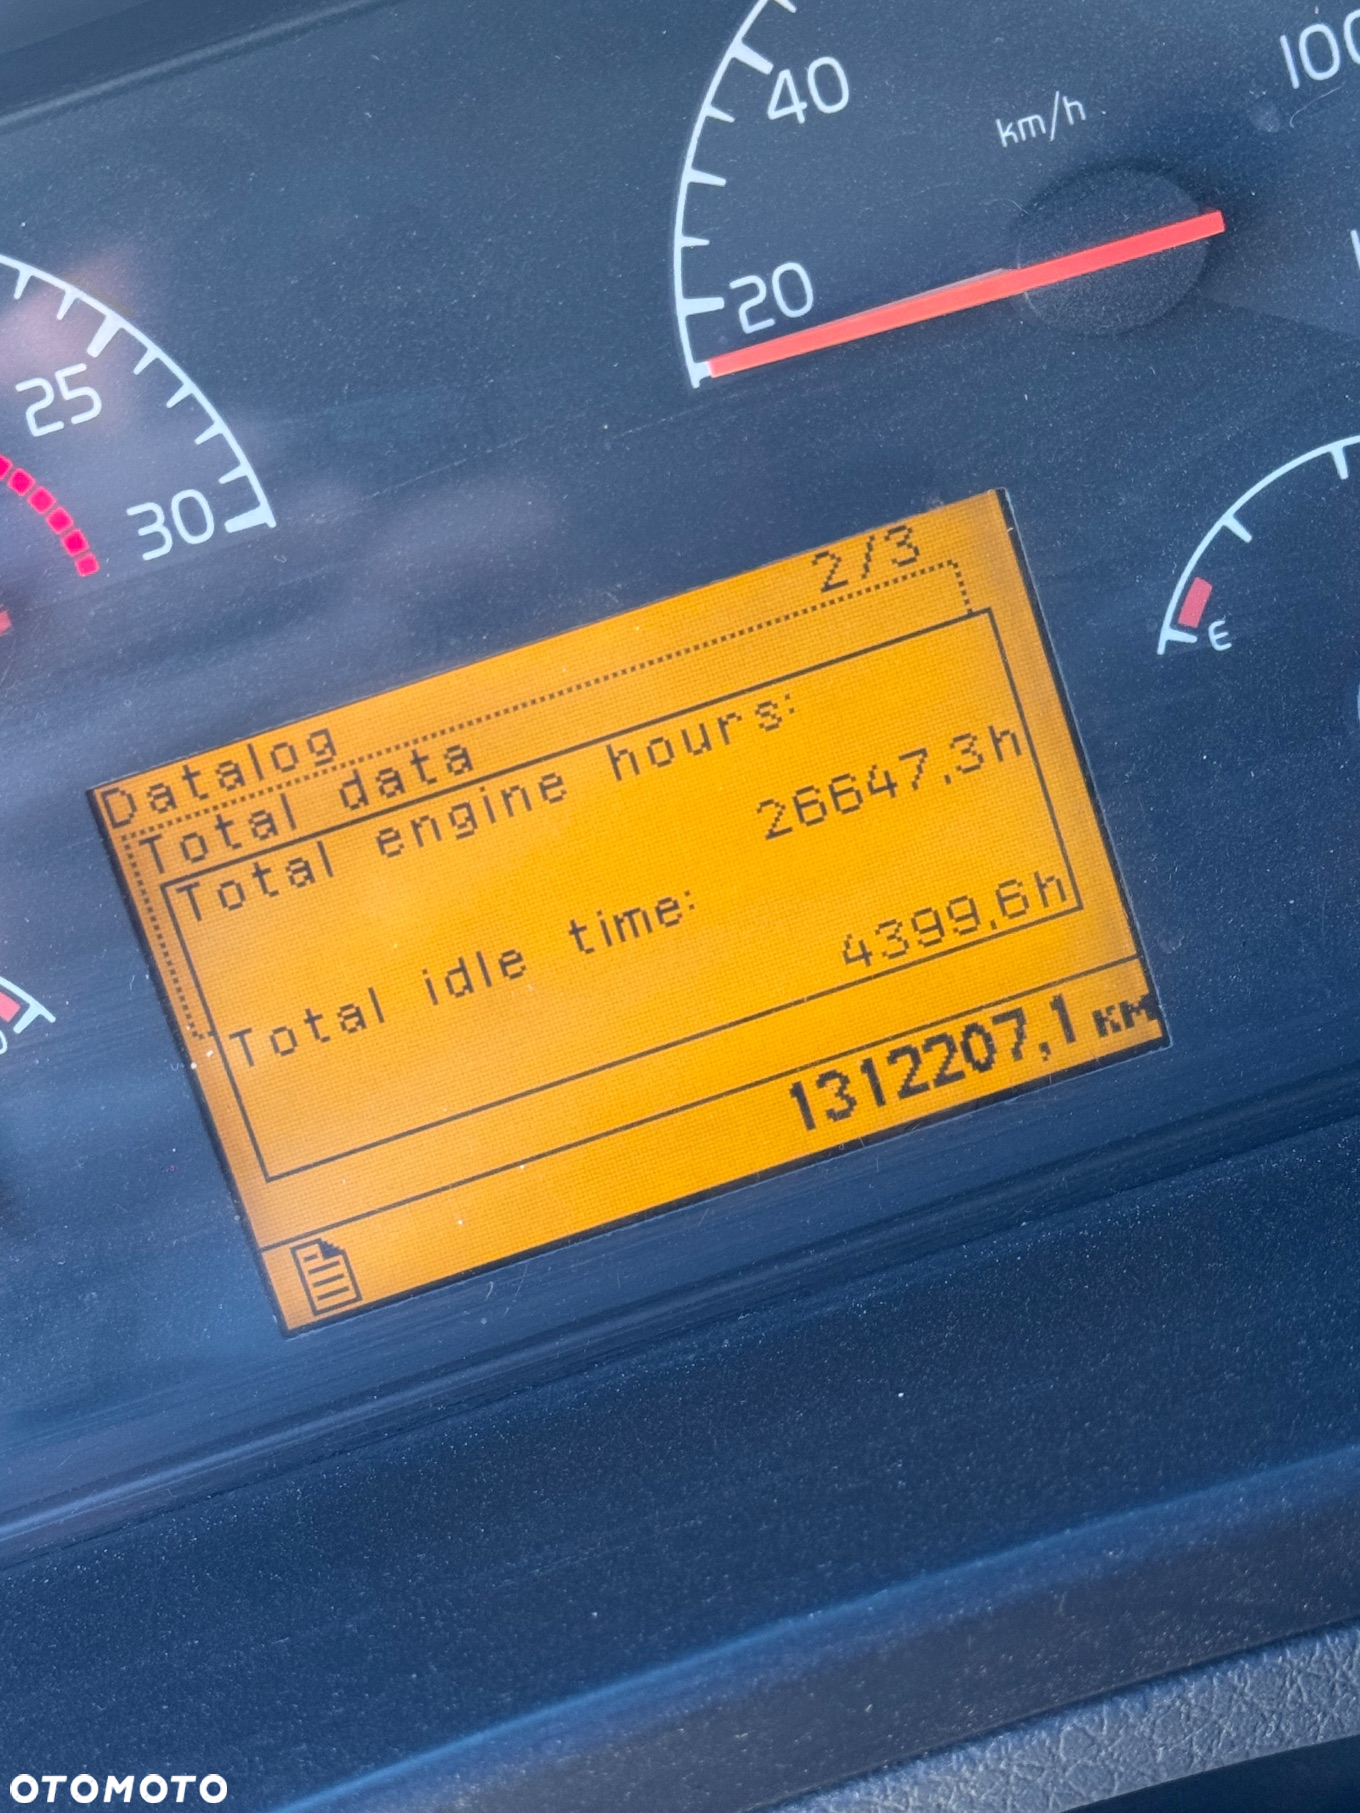 40
100
km/h
20
25
30
E
2/3
Datalog
Total data
Total engine hours:
26647,3h
Total idle time:
4399,6h
1312207,1 KM
OTOMOTO